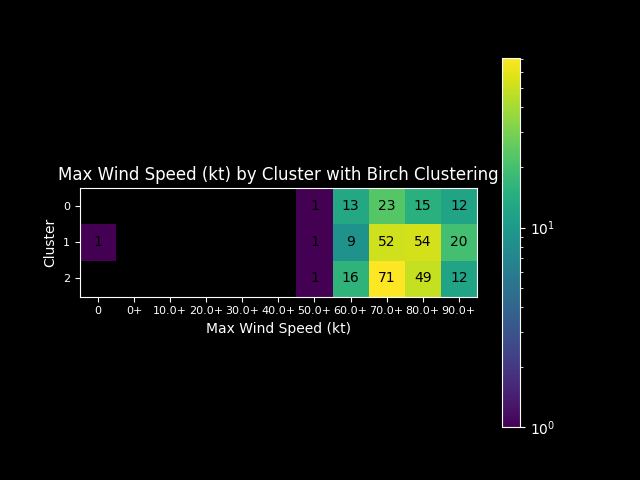 Max Wind Speed (kt) by Cluster with Birch Clustering
Cluster
0 1 13 23 15 12
1 1 1 9 52 54 20
2 1 16 71 49 12
0 0+ 10.0+ 20.0+ 30.0+ 40.0+ 50.0+ 60.0+ 70.0+ 80.0+ 90.0+
Max Wind Speed (kt)
10¹
10⁰